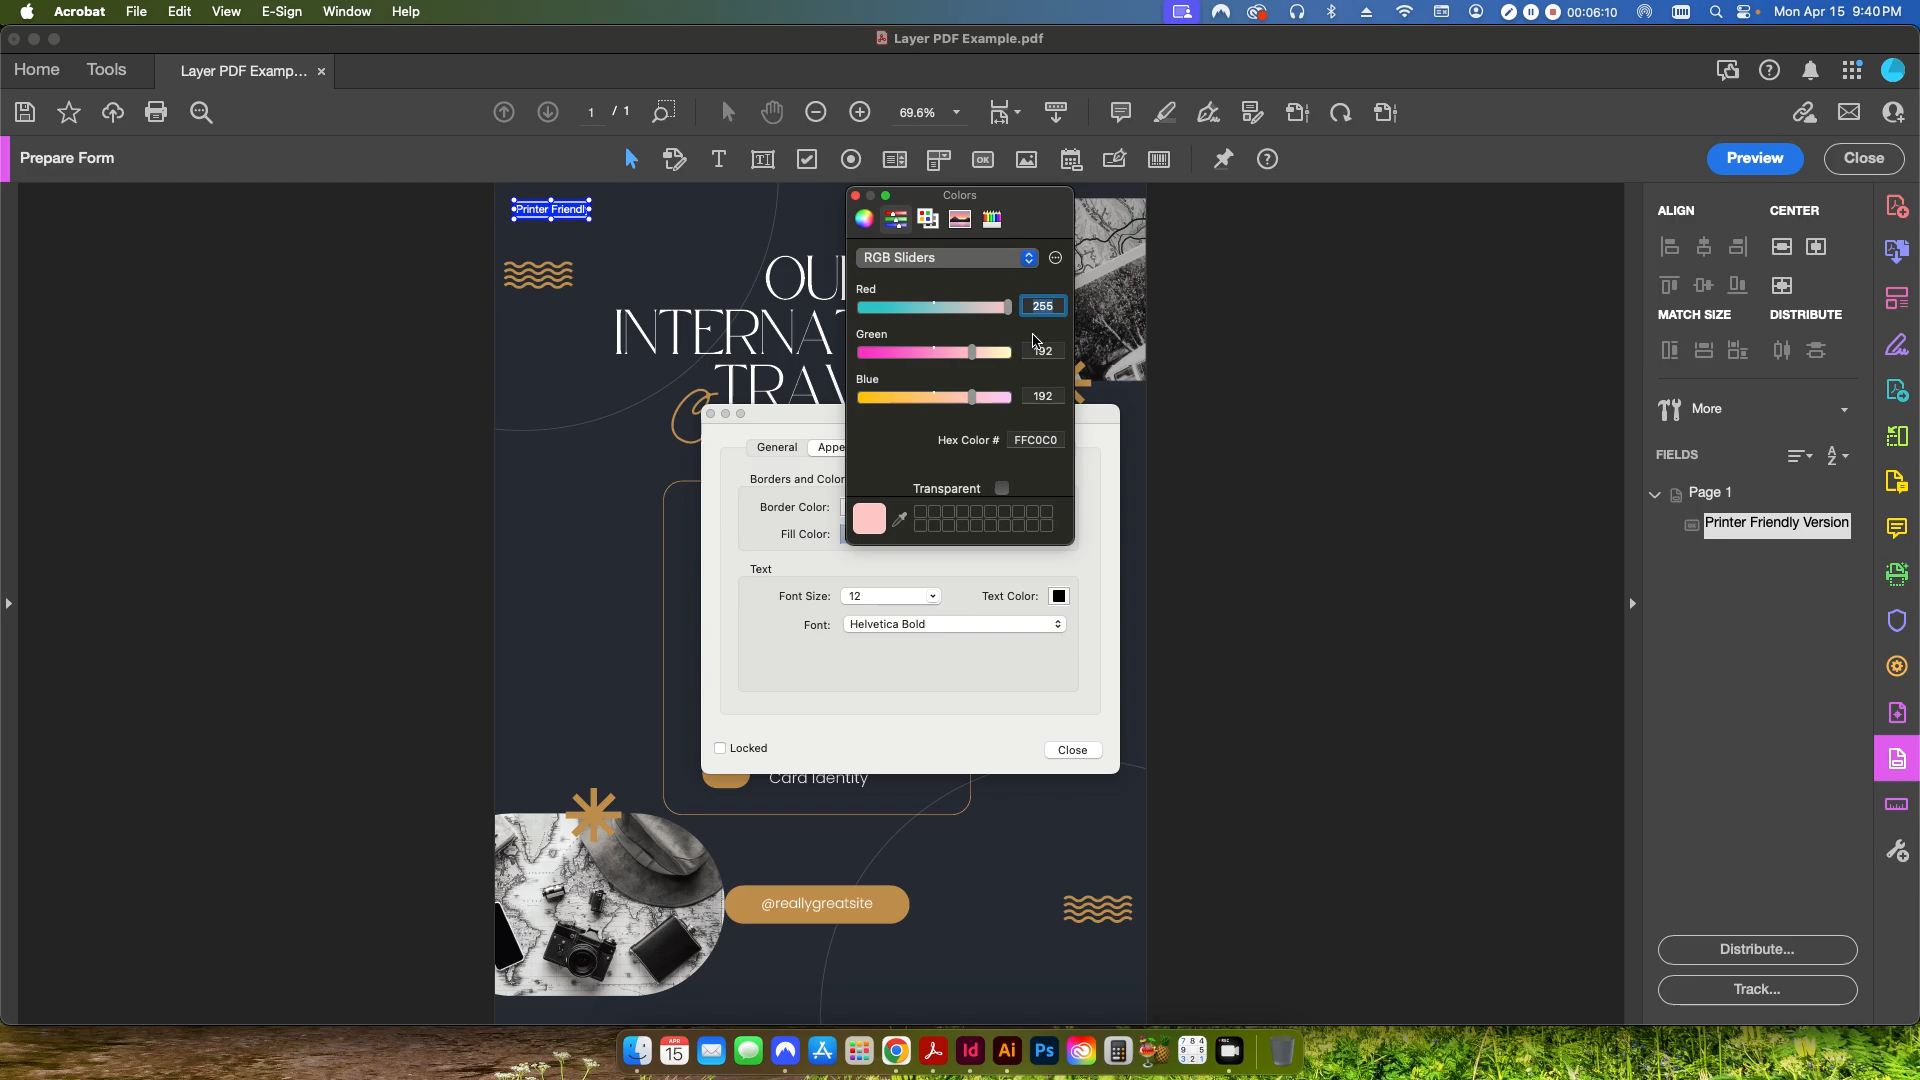 Acrobat File Edit View E-Sign Window Help 00:06:10 Mon Apr 15 9:40PM
Layer PDF Example.pdf
Home Tools Layer PDF Examp... ×
1 / 1 69.6%
Prepare Form Preview Close
Printer Friendl
OU
INTERNA
TRAV
Colors
RGB Sliders
Red
255
Green
192
Blue
192
Hex Color # FFC0C0
Transparent
General Appe
Borders and Color
Border Color:
Fill Color:
Text
Font Size: 12 Text Color:
Font: Helvetica Bold
Locked Close
Card Identity
@reallygreatsite
ALIGN CENTER
MATCH SIZE DISTRIBUTE
More
FIELDS
Page 1
Printer Friendly Version
Distribute...
Track...
APR
15